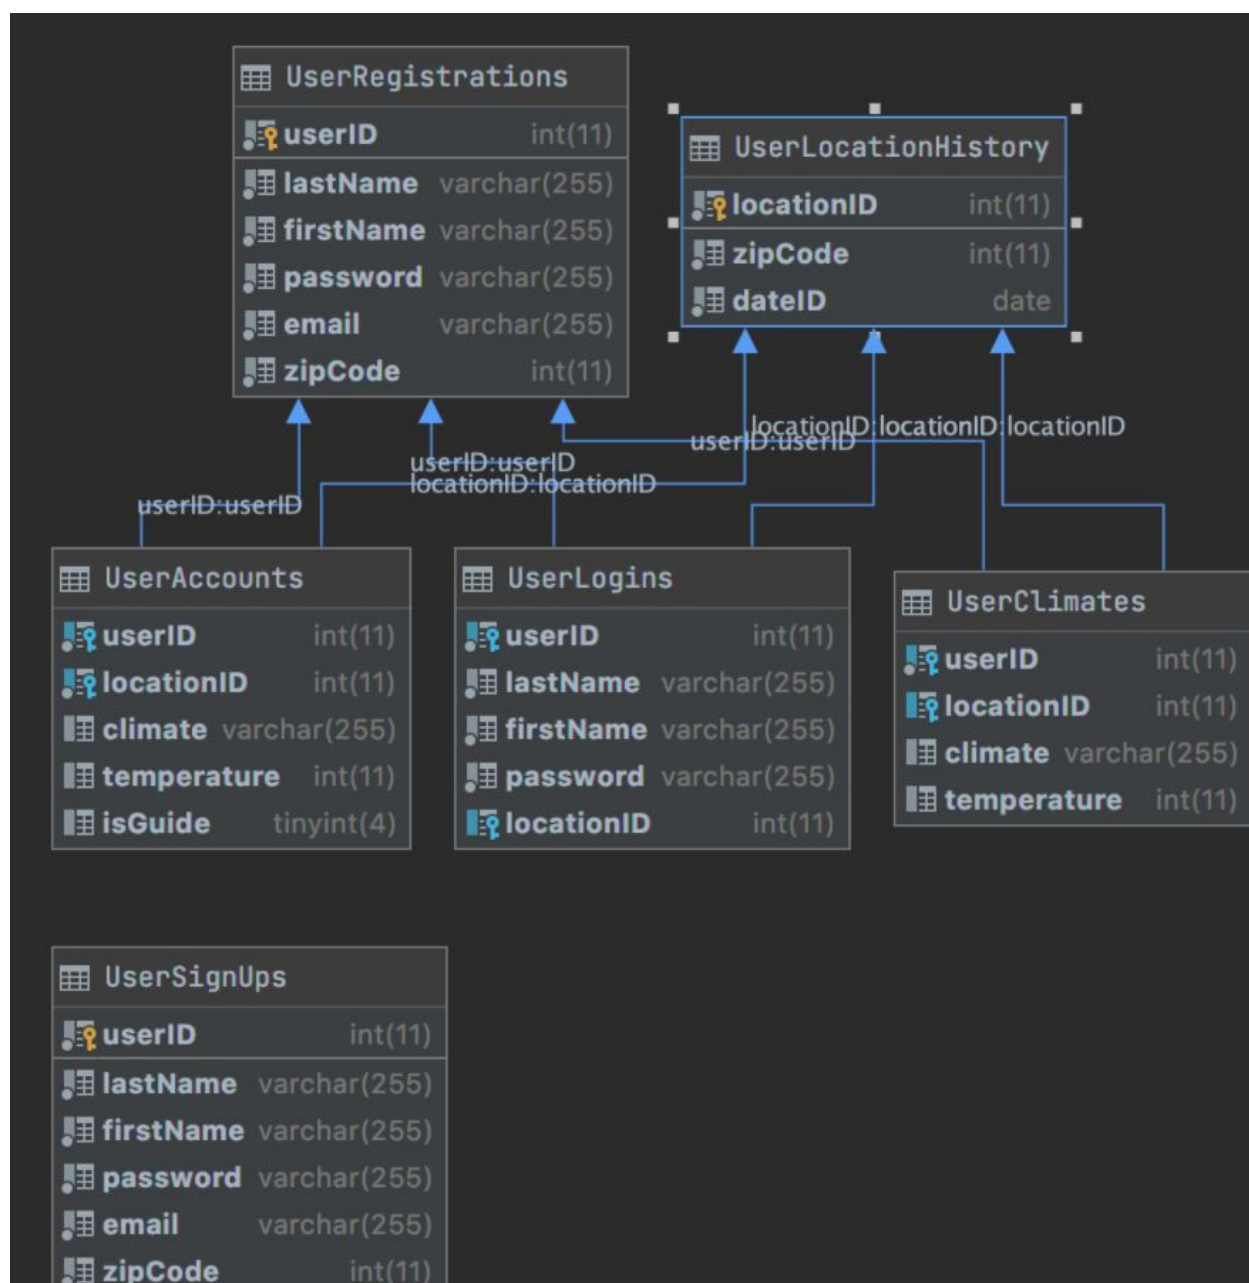 UserRegistrations
userID int(11)
lastName varchar(255)
firstName varchar(255)
password varchar(255)
email varchar(255)
zipCode int(11)
UserLocationHistory
locationID int(11)
zipCode int(11)
dateID date
locationID:locationID:locationID
userID:userID
userID:userID
locationID:locationID
userID:userID
UserAccounts
userID int(11)
locationID int(11)
climate varchar(255)
temperature int(11)
isGuide tinyint(4)
UserLogins
userID int(11)
lastName varchar(255)
firstName varchar(255)
password varchar(255)
locationID int(11)
UserClimates
userID int(11)
locationID int(11)
climate varchar(255)
temperature int(11)
UserSignUps
userID int(11)
lastName varchar(255)
firstName varchar(255)
password varchar(255)
email varchar(255)
zipCode int(11)